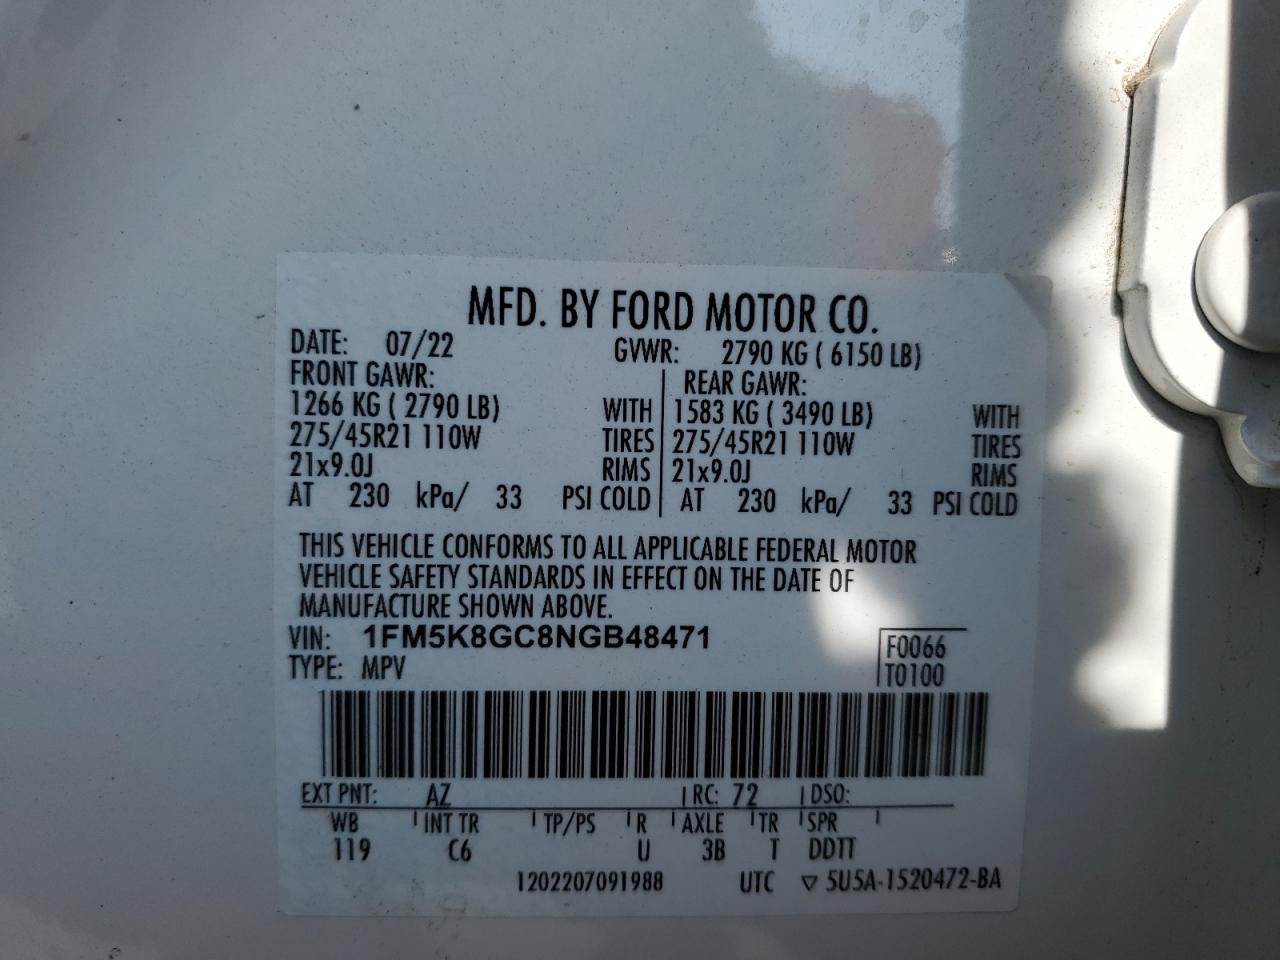 MFD. BY FORD MOTOR CO.
DATE: 07/22 GVWR: 2790 KG ( 6150 LB)
FRONT GAWR: REAR GAWR:
1266 KG ( 2790 LB) WITH 1583 KG ( 3490 LB) WITH
275/45R21 110W TIRES 275/45R21 110W TIRES
21x9.0J RIMS 21x9.0J RIMS
AT 230 kPa/ 33 PSI COLD AT 230 kPa/ 33 PSI COLD
THIS VEHICLE CONFORMS TO ALL APPLICABLE FEDERAL MOTOR
VEHICLE SAFETY STANDARDS IN EFFECT ON THE DATE OF
MANUFACTURE SHOWN ABOVE.
VIN: 1FM5K8GC8NGB48471 F0066
TYPE: MPV T0100
EXT PNT: AZ RC: 72 DSO:
WB INT TR TP/PS R AXLE TR SPR
119 C6 U 3B T DDTT
1202207091988 UTC ▽ 5U5A-1520472-BA